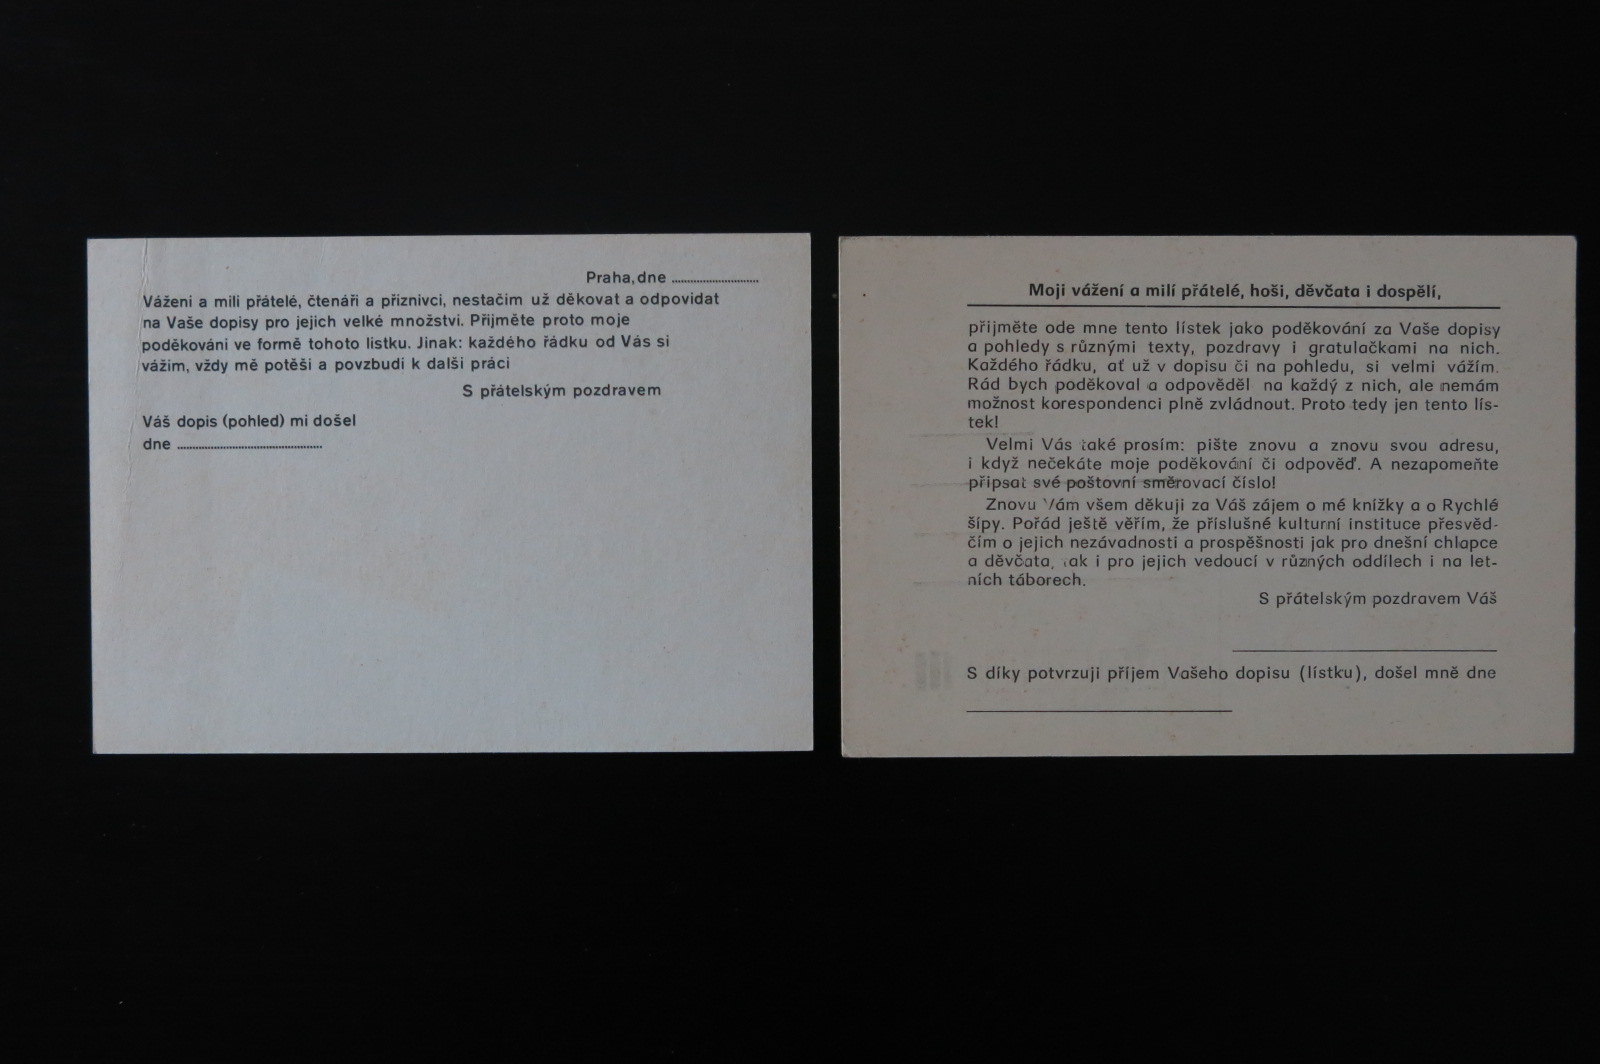 Praha, dne ............................
Vážení a milí přátelé, čtenáři a příznivci, nestačím už děkovat a odpovídat
na Vaše dopisy pro jejich velké množství. Přijměte proto moje
poděkování ve formě tohoto lístku. Jinak: každého řádku od Vás si
vážím, vždy mě potěší a povzbudí k další práci
S přátelským pozdravem
Váš dopis (pohled) mi došel
dne ................................................
Moji vážení a milí přátelé, hoši, děvčata i dospělí,
přijměte ode mne tento lístek jako poděkování za Vaše dopisy
a pohledy s různými texty, pozdravy i gratulačkami na nich.
Každého řádku, ať už v dopisu či na pohledu, si velmi vážím.
Rád bych poděkoval a odpověděl na každý z nich, ale nemám
možnost korespondenci plně zvládnout. Proto tedy jen tento lís-
tek!
Velmi Vás také prosím: pište znovu a znovu svou adresu,
i když nečekáte moje poděkování či odpověď. A nezapomeňte
připsat své poštovní směrovací číslo!
Znovu Vám všem děkuji za Váš zájem o mé knížky a o Rychlé
šípy. Pořád ještě věřím, že příslušné kulturní instituce přesvěd-
čím o jejich nezávadnosti a prospěšnosti jak pro dnešní chlapce
a děvčata, tak i pro jejich vedoucí v různých oddílech i na let-
ních táborech.
S přátelským pozdravem Váš
S díky potvrzuji příjem Vašeho dopisu (lístku), došel mně dne